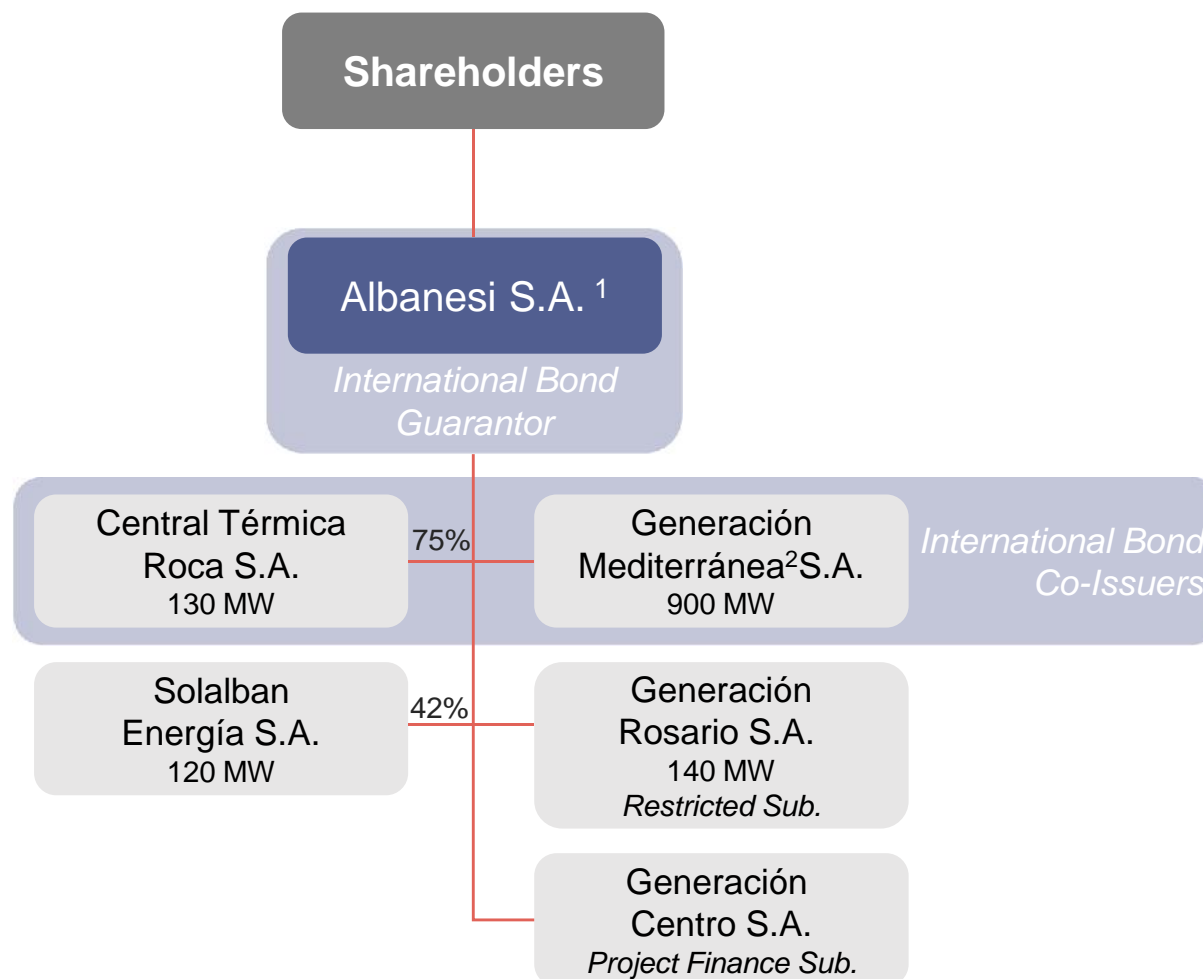 Shareholders
Albanesi S.A. 1
International Bond
Guarantor
Central Térmica
Roca S.A.
130 MW
75%
Generación
Mediterránea2S.A.
900 MW
International Bond
Co-Issuers
Solalban
Energía S.A.
120 MW
42%
Generación
Rosario S.A.
140 MW
Restricted Sub.
Generación
Centro S.A.
Project Finance Sub.